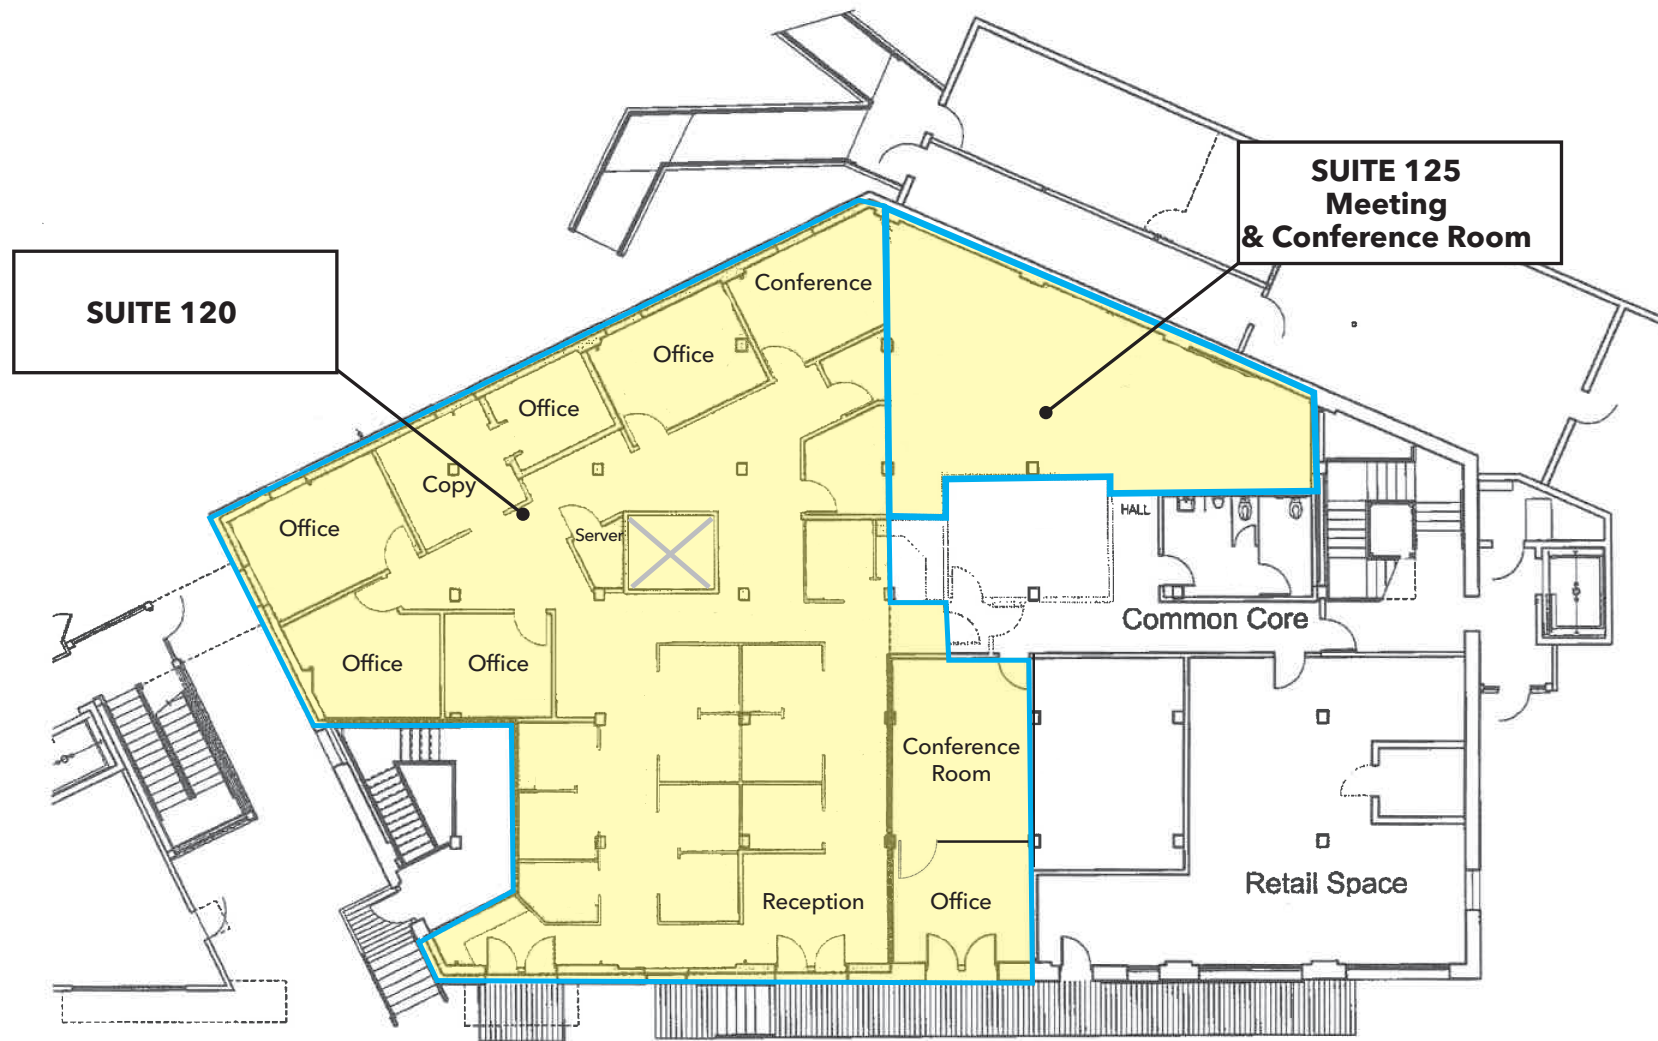 SUITE 125
Meeting
& Conference Room
SUITE 120
Conference
Office
Office
Copy
Office
Server
HALL
Common Core
Office
Office
Conference
Room
Retail Space
Reception
Office